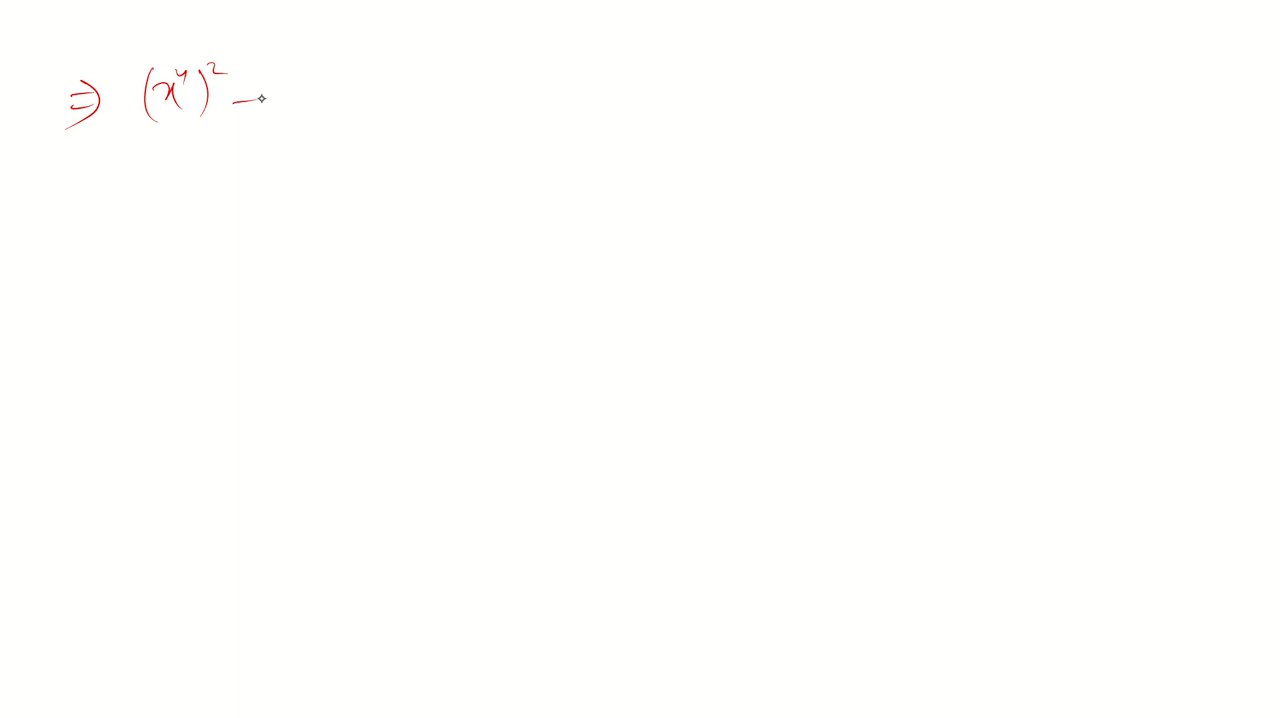 ⇒ (x⁴)² –